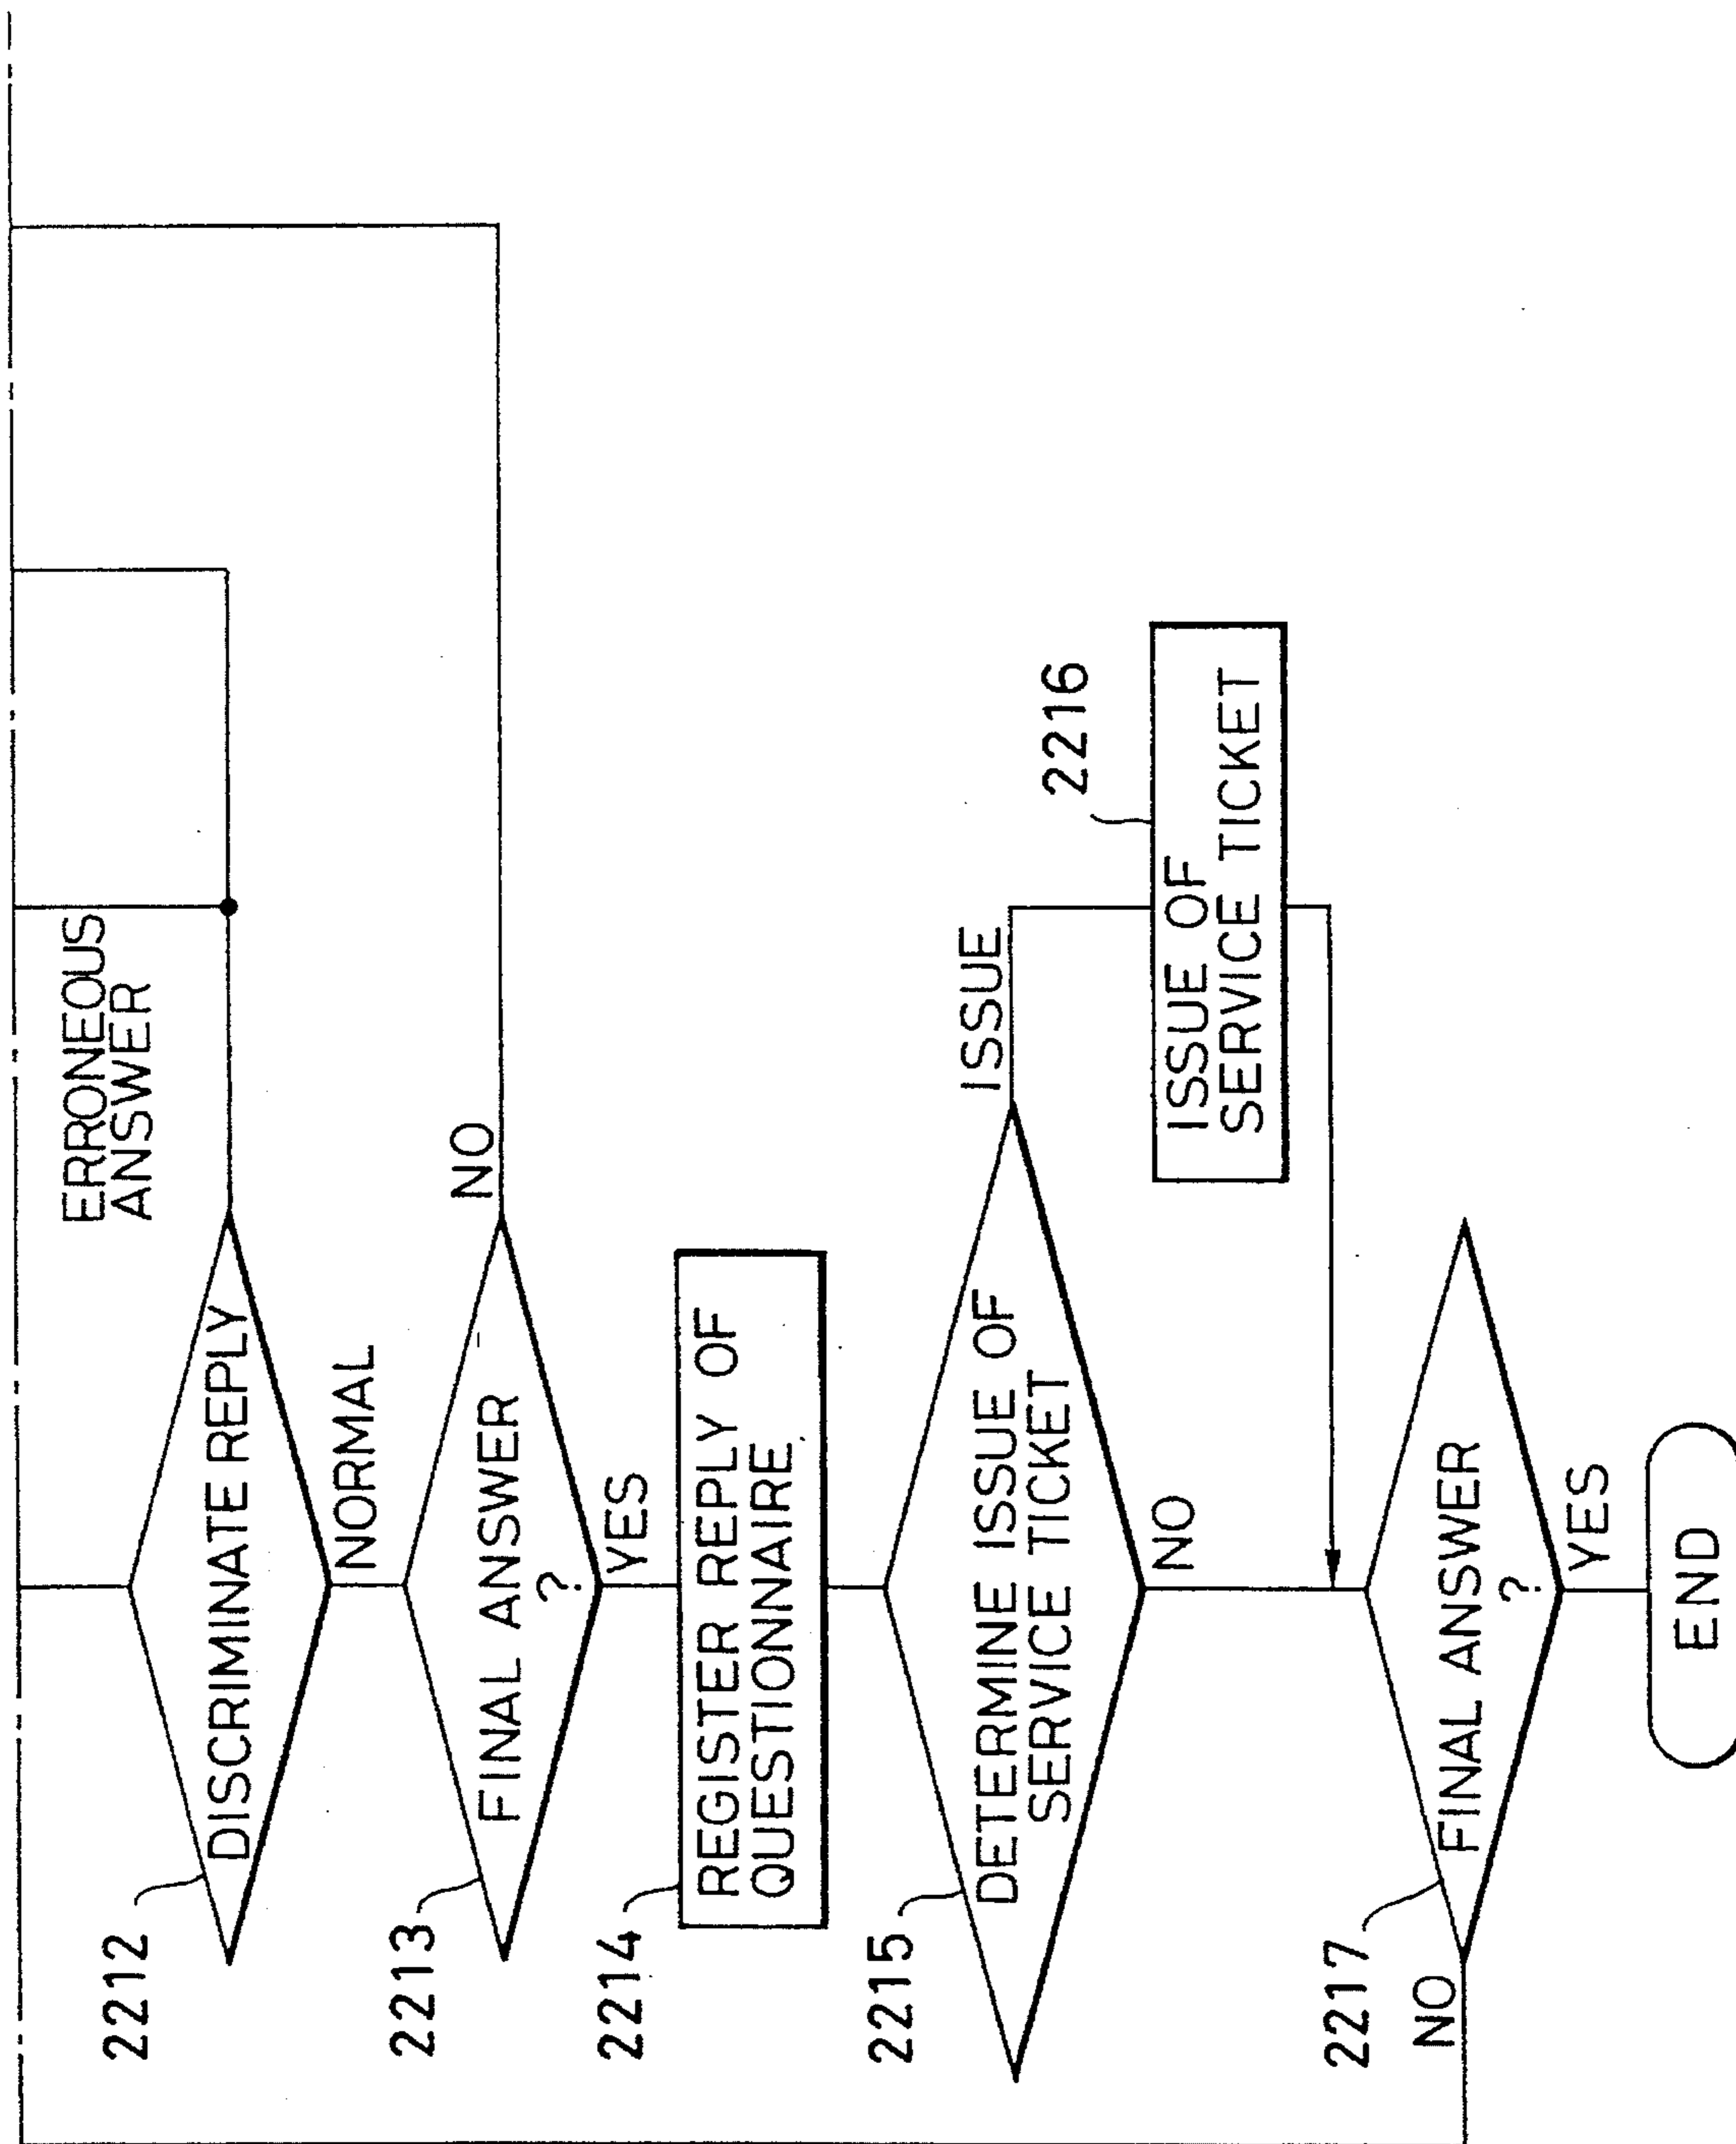 ERRONEOUS
ANSWER
2212
DISCRIMINATE REPLY
NORMAL
2213
FINAL ANSWER
?
NO
YES
2214
REGISTER REPLY OF
QUESTIONNAIRE
2215
DETERMINE ISSUE OF
SERVICE TICKET
ISSUE
2216
ISSUE OF
SERVICE TICKET
NO
2217
FINAL ANSWER
?
NO
YES
END